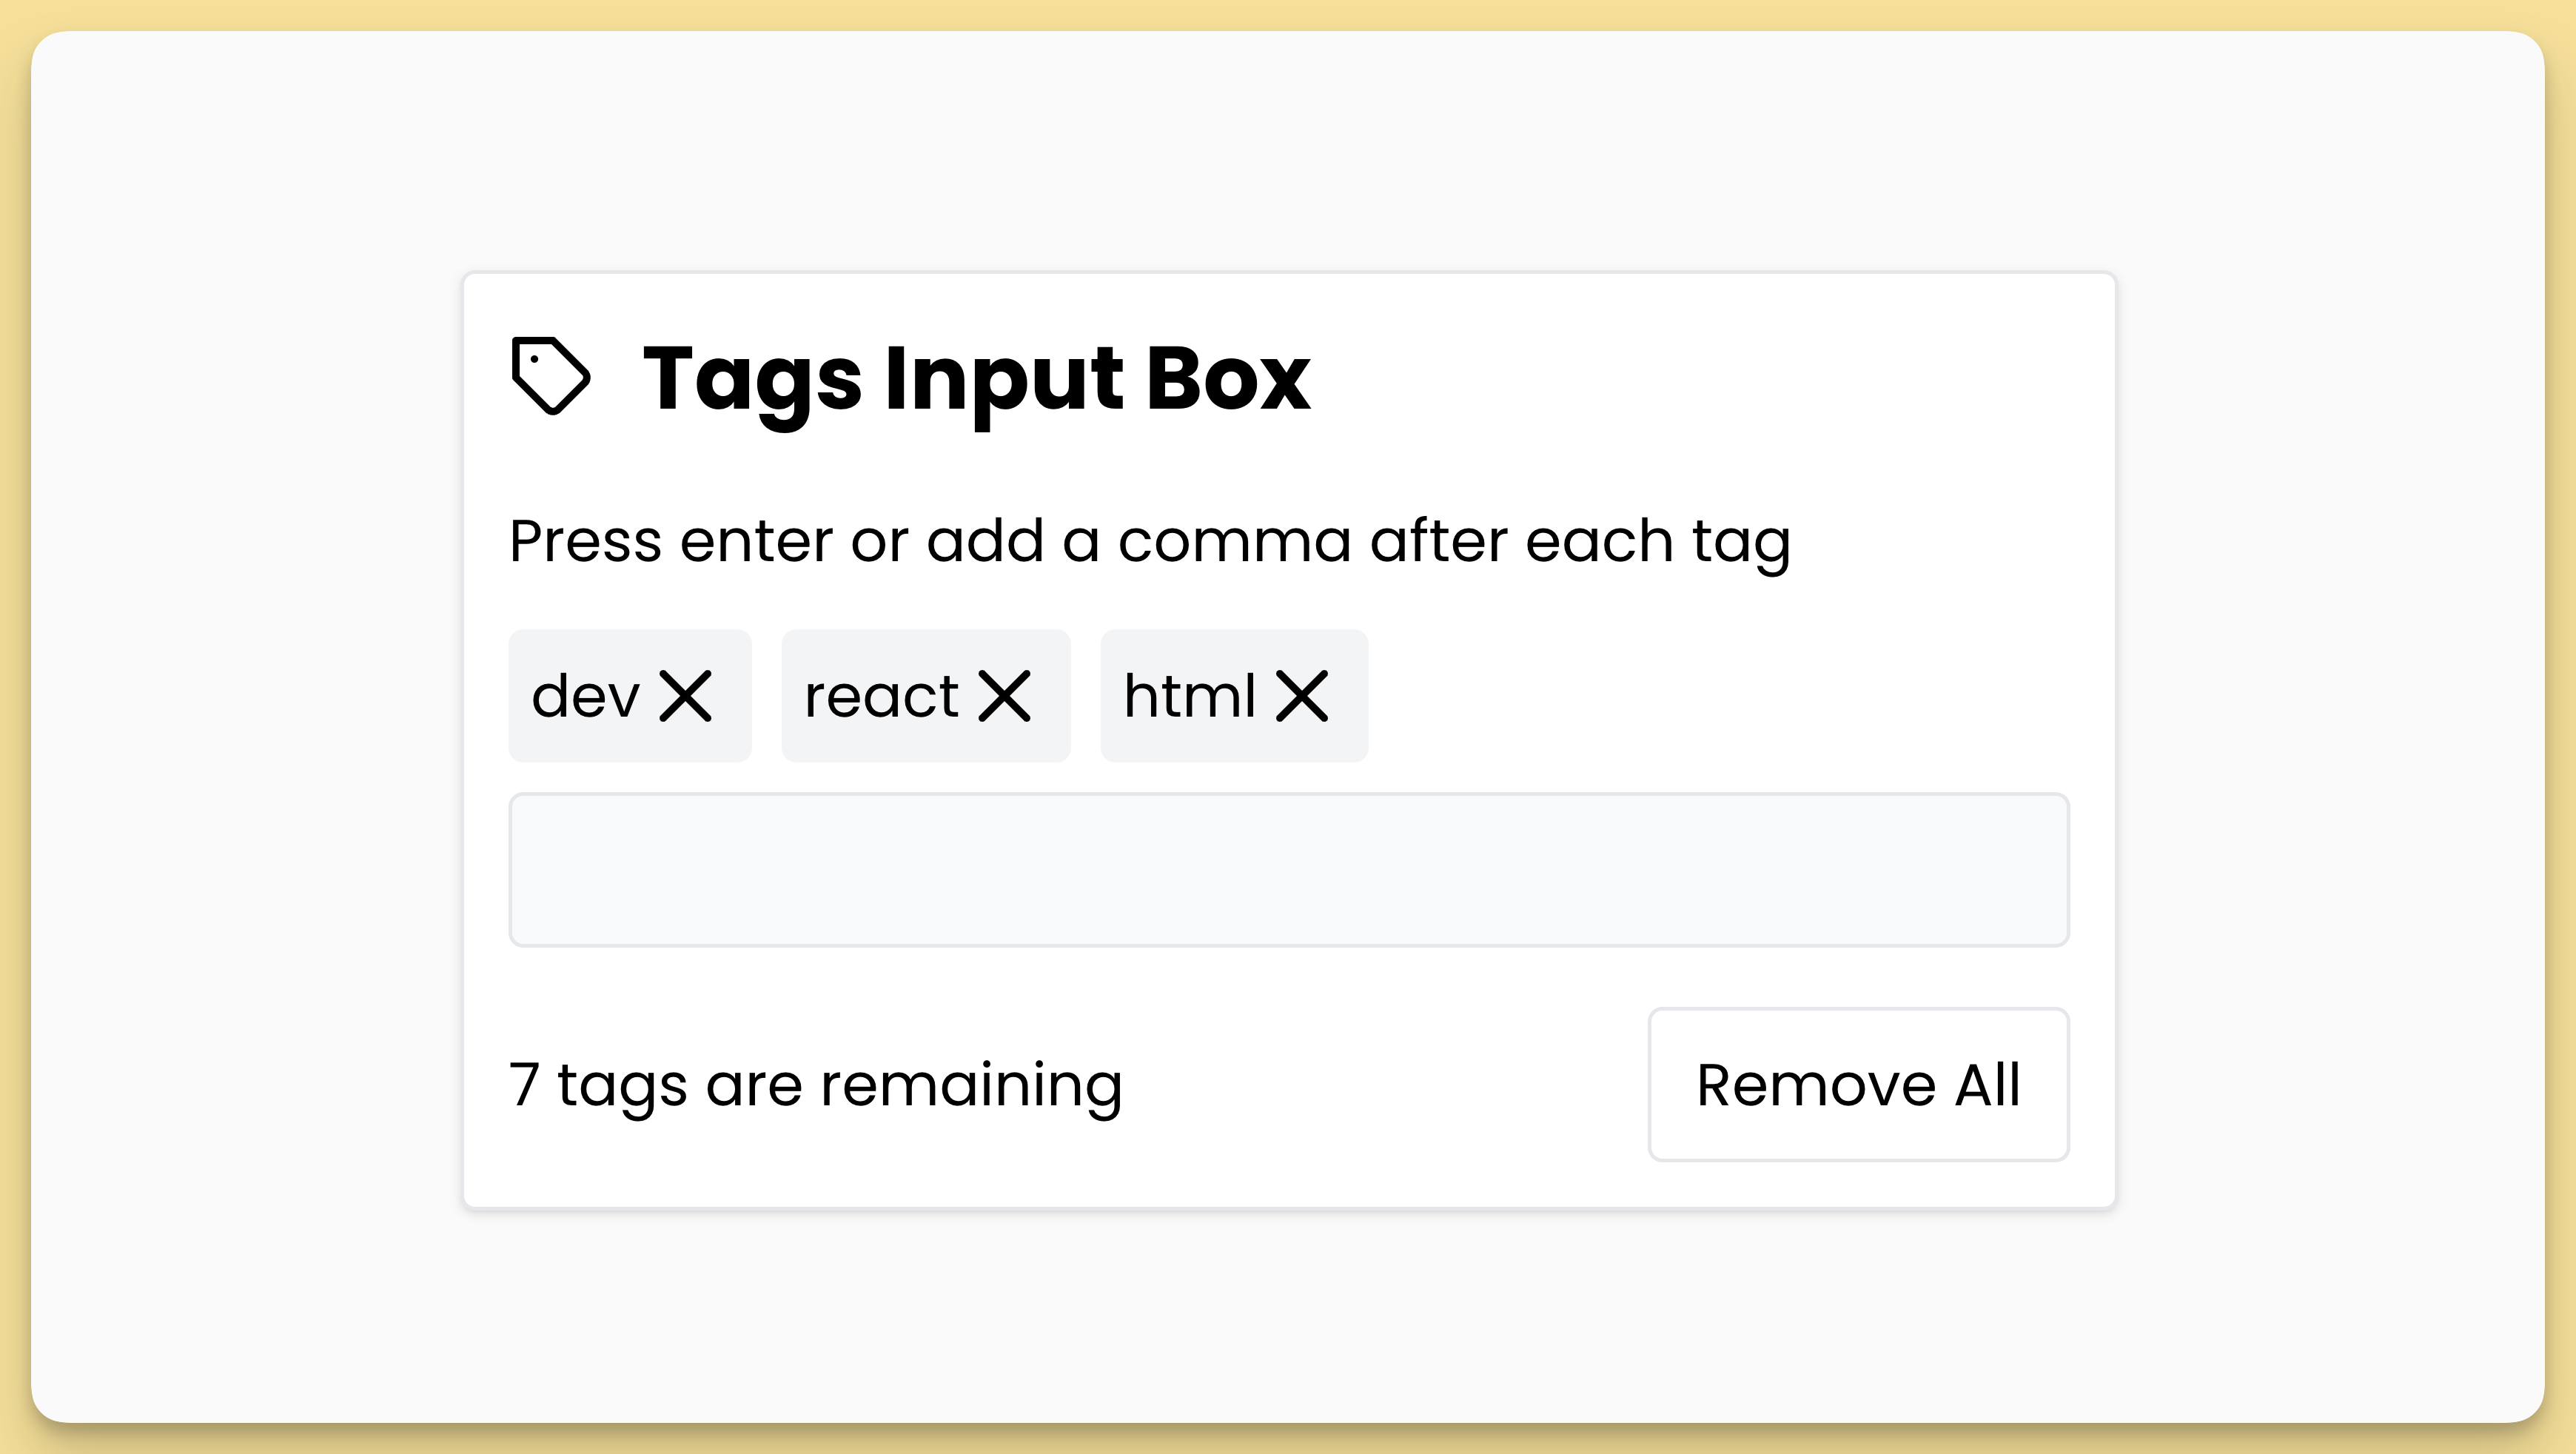 Tags Input Box
Press enter or add a comma after each tag
dev react html
7 tags are remaining
Remove All